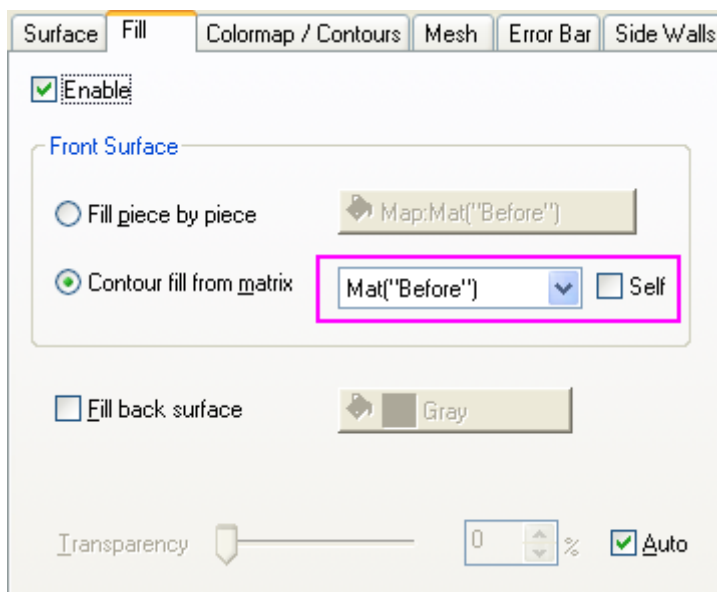 Surface Fill Colormap / Contours Mesh Error Bar Side Walls
Enable
Front Surface
Fill piece by piece Map:Mat("Before")
Contour fill from matrix Mat("Before") Self
Fill back surface Gray
Transparency 0 % Auto